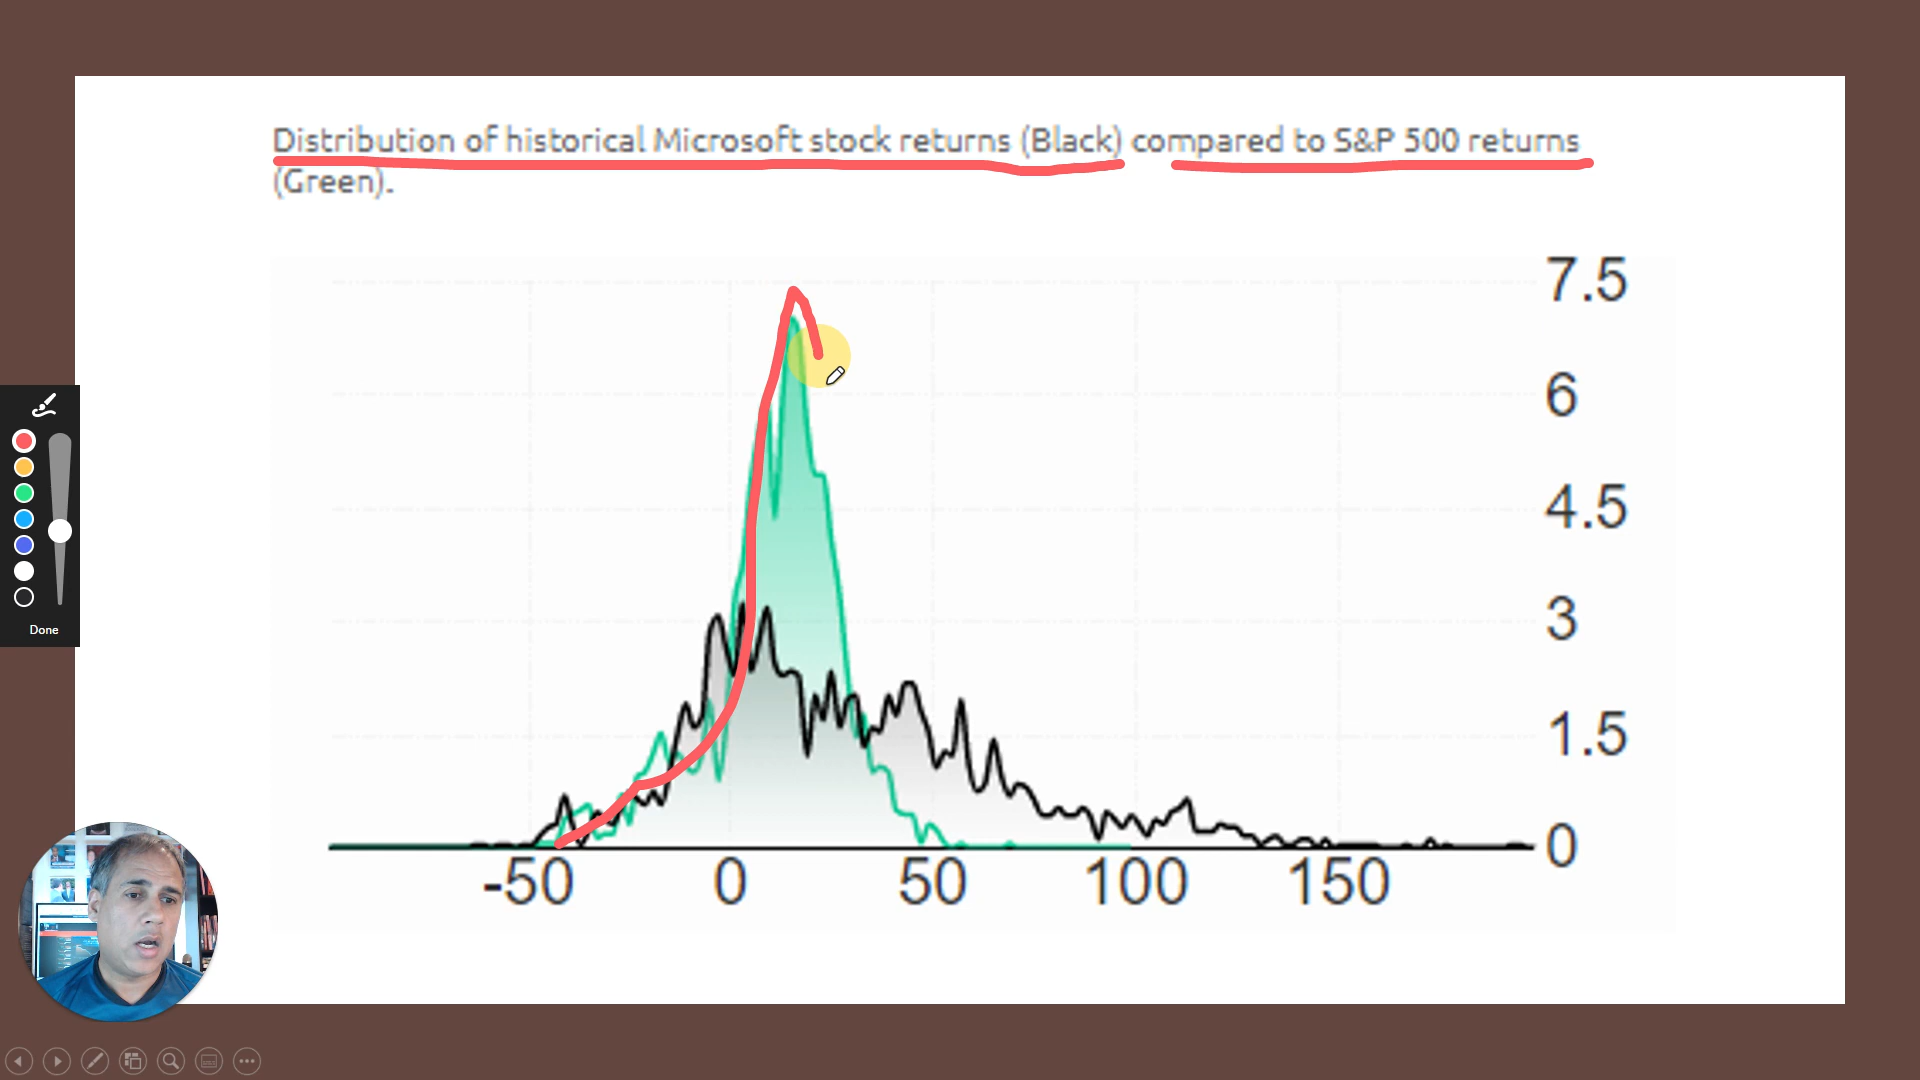 Distribution of historical Microsoft stock returns (Black) compared to S&P 500 returns
(Green).
7.5
6
4.5
3
1.5
0
-50 0 50 100 150
Done